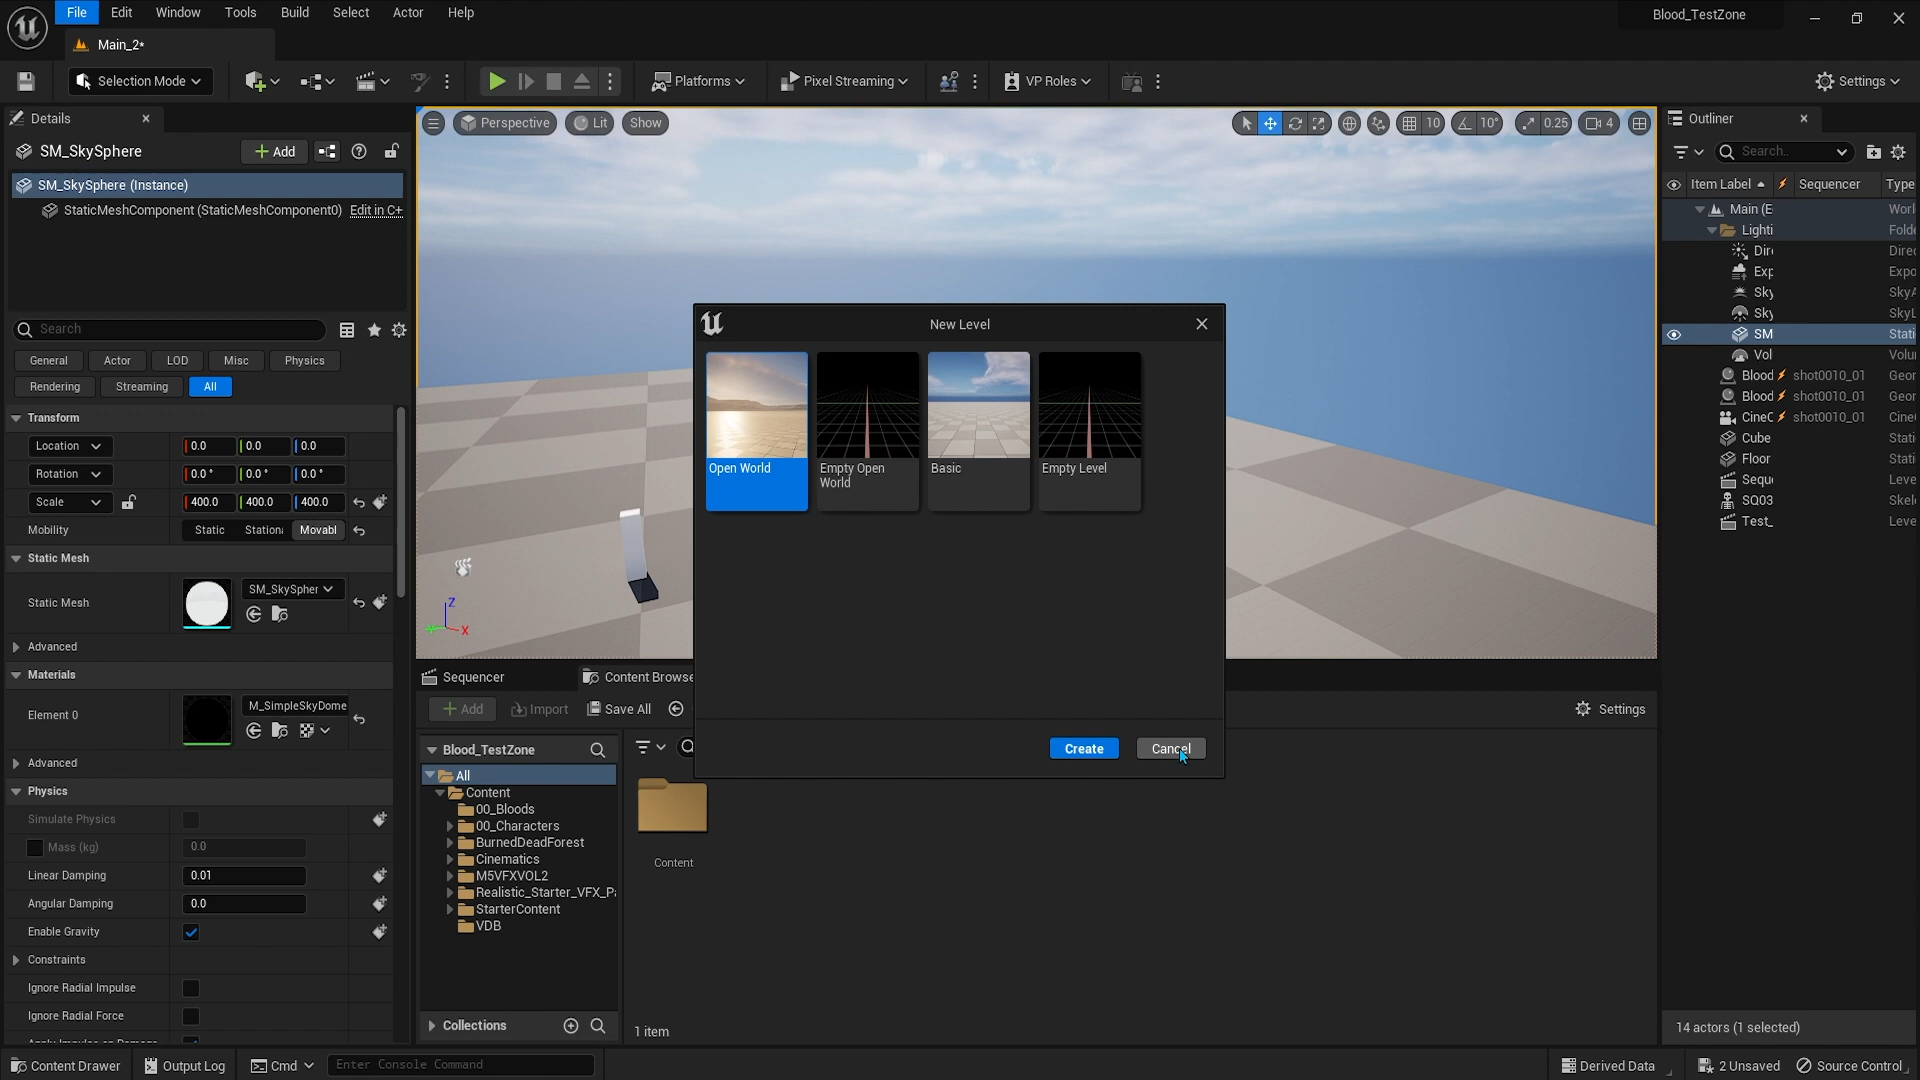 File Edit Window Tools Build Select Actor Help
Blood_TestZone
Main_2*
Selection Mode
Platforms
Pixel Streaming
VP Roles
Settings
Details
SM_SkySphere
Add
SM_SkySphere (Instance)
StaticMeshComponent (StaticMeshComponent0) Edit in C+
Search
General Actor LOD Misc Physics
Rendering Streaming All
Transform
Location 0.0 0.0 0.0
Rotation 0.0 ° 0.0 ° 0.0 °
Scale 400.0 400.0 400.0
Mobility Static Station Movabl
Static Mesh
Static Mesh SM_SkySpher
Advanced
Materials
Element 0 M_SimpleSkyDome
Advanced
Physics
Simulate Physics
Mass (kg) 0.0
Linear Damping 0.01
Angular Damping 0.0
Enable Gravity
Constraints
Ignore Radial Impulse
Ignore Radial Force
Perspective Lit Show
10 10° 0.25 4
Z
X
New Level
Open World
Empty Open
World
Basic
Empty Level
Create Cancel
Sequencer Content Browse
Add Import Save All
Settings
Blood_TestZone
All
Content
00_Bloods
00_Characters
BurnedDeadForest
Cinematics
M5VFXVOL2
Realistic_Starter_VFX_Pa
StarterContent
VDB
Collections
Content
1 item
Outliner
Search..
Item Label Sequencer Type
Main (E Worl
Lighti Folde
Dire Direc
Exp Expo
Sky SkyA
Sky SkyL
SM Stati
Vol Volu
Blood shot0010_01 Geor
Blood shot0010_01 Geor
CineC shot0010_01 Cine
Cube Stati
Floor Stati
Sequ Leve
SQ03 Skel
Test_ Leve
14 actors (1 selected)
Content Drawer Output Log Cmd Enter Console Command
Derived Data 2 Unsaved Source Control